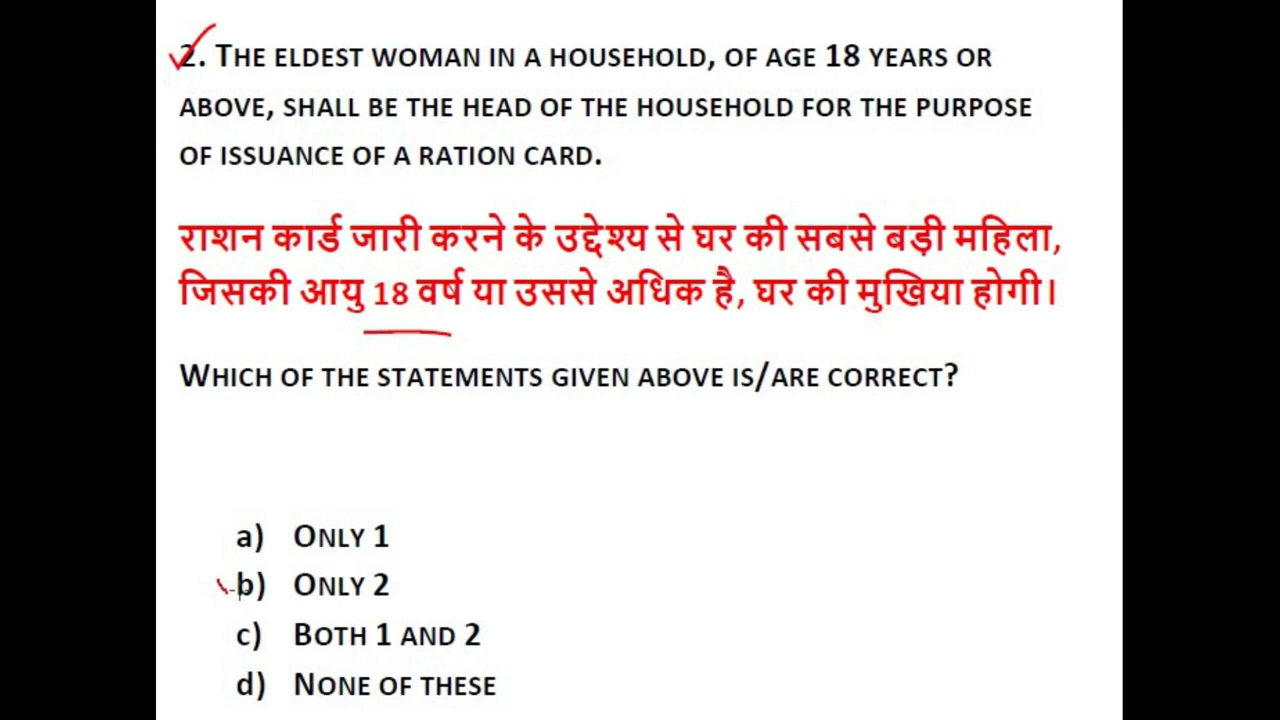 2. THE ELDEST WOMAN IN A HOUSEHOLD, OF AGE 18 YEARS OR
ABOVE, SHALL BE THE HEAD OF THE HOUSEHOLD FOR THE PURPOSE
OF ISSUANCE OF A RATION CARD.
राशन कार्ड जारी करने के उद्देश्य से घर की सबसे बड़ी महिला,
जिसकी आयु 18 वर्ष या उससे अधिक है, घर की मुखिया होगी।
WHICH OF THE STATEMENTS GIVEN ABOVE IS/ARE CORRECT?
a) ONLY 1
b) ONLY 2
c) BOTH 1 AND 2
d) NONE OF THESE